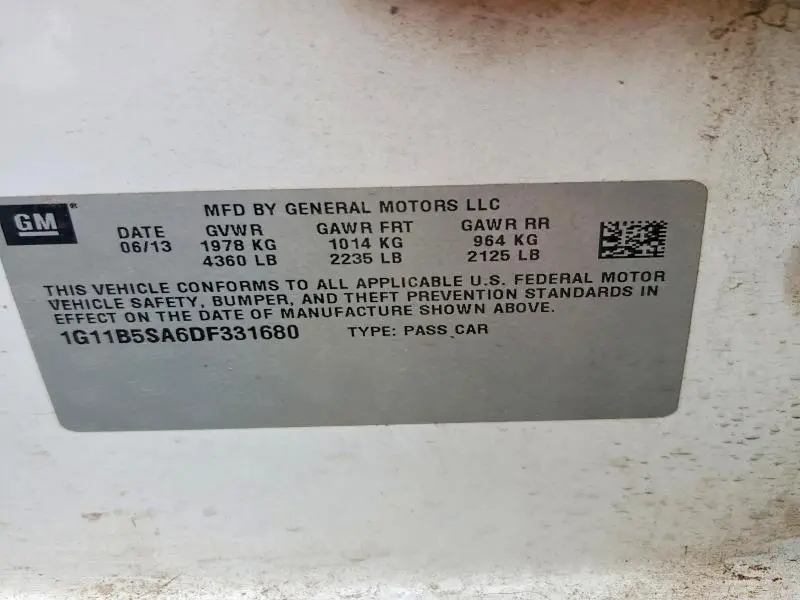 GM®
MFD BY GENERAL MOTORS LLC
DATE GVWR GAWR FRT GAWR RR
06/13 1978 KG 1014 KG 964 KG
4360 LB 2235 LB 2125 LB
THIS VEHICLE CONFORMS TO ALL APPLICABLE U.S. FEDERAL MOTOR
VEHICLE SAFETY, BUMPER, AND THEFT PREVENTION STANDARDS IN
EFFECT ON THE DATE OF MANUFACTURE SHOWN ABOVE.
1G11B5SA6DF331680 TYPE: PASS CAR